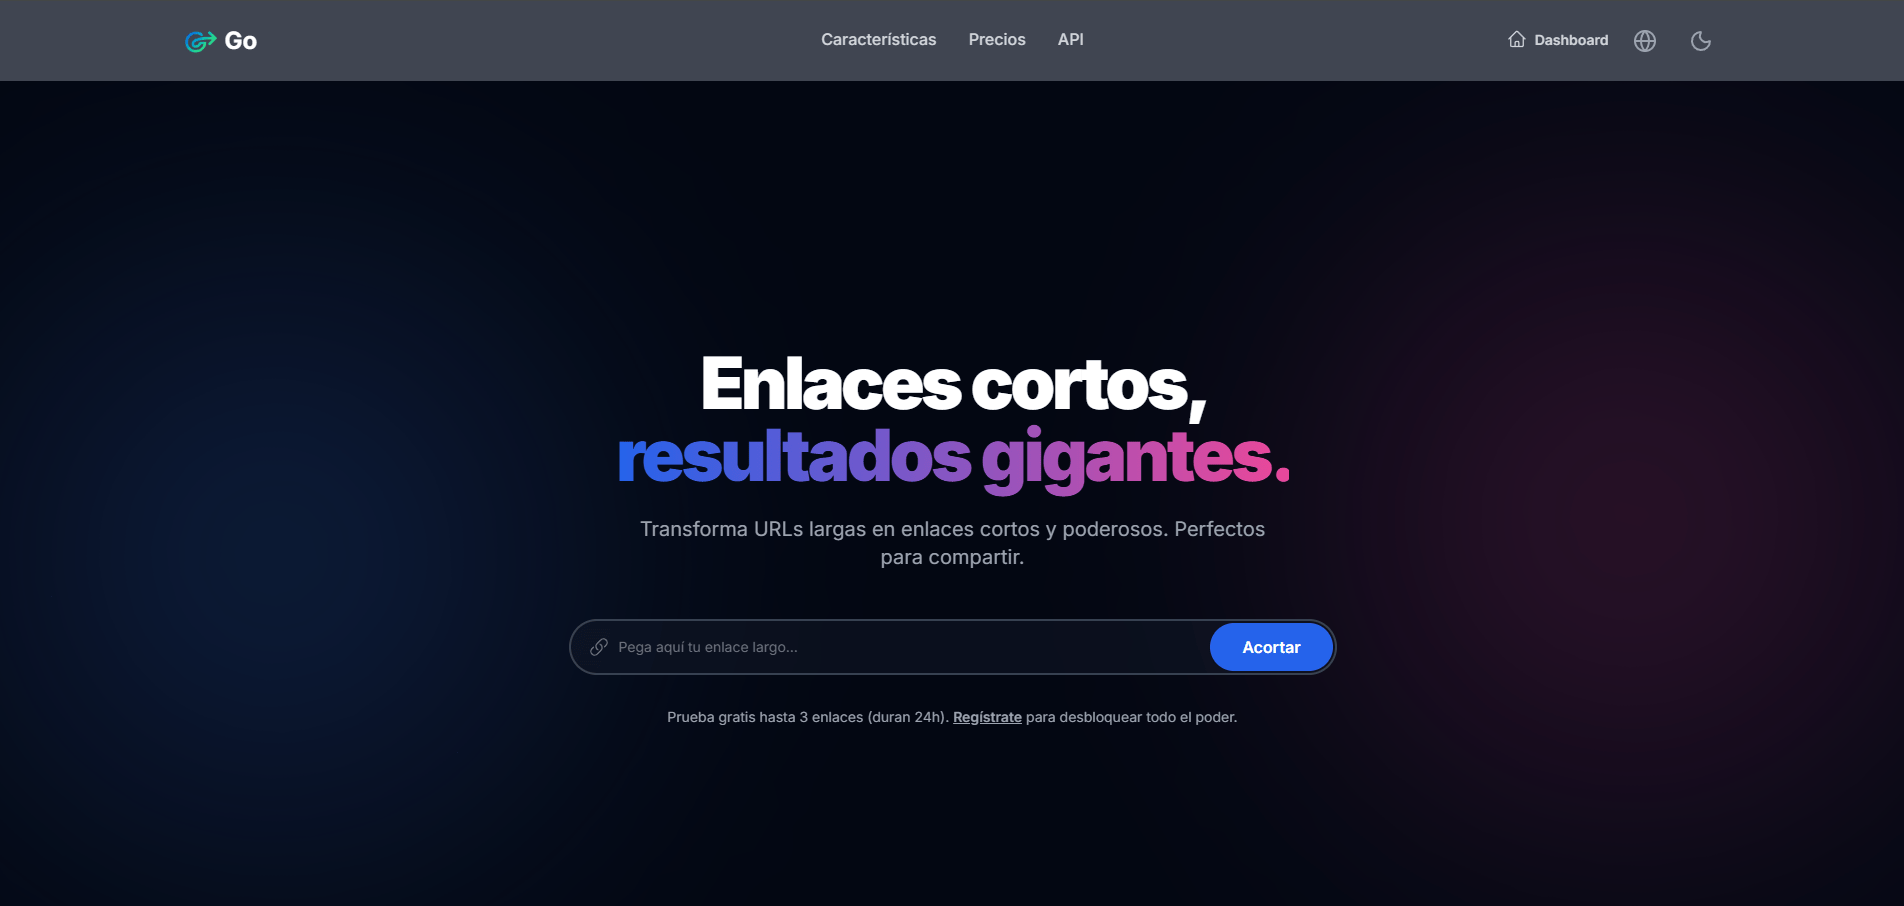 Go
Características
Precios
API
Dashboard
Enlaces cortos,
resultados gigantes.
Transforma URLs largas en enlaces cortos y poderosos. Perfectos
para compartir.
Pega aquí tu enlace largo...
Acortar
Prueba gratis hasta 3 enlaces (duran 24h). Regístrate para desbloquear todo el poder.